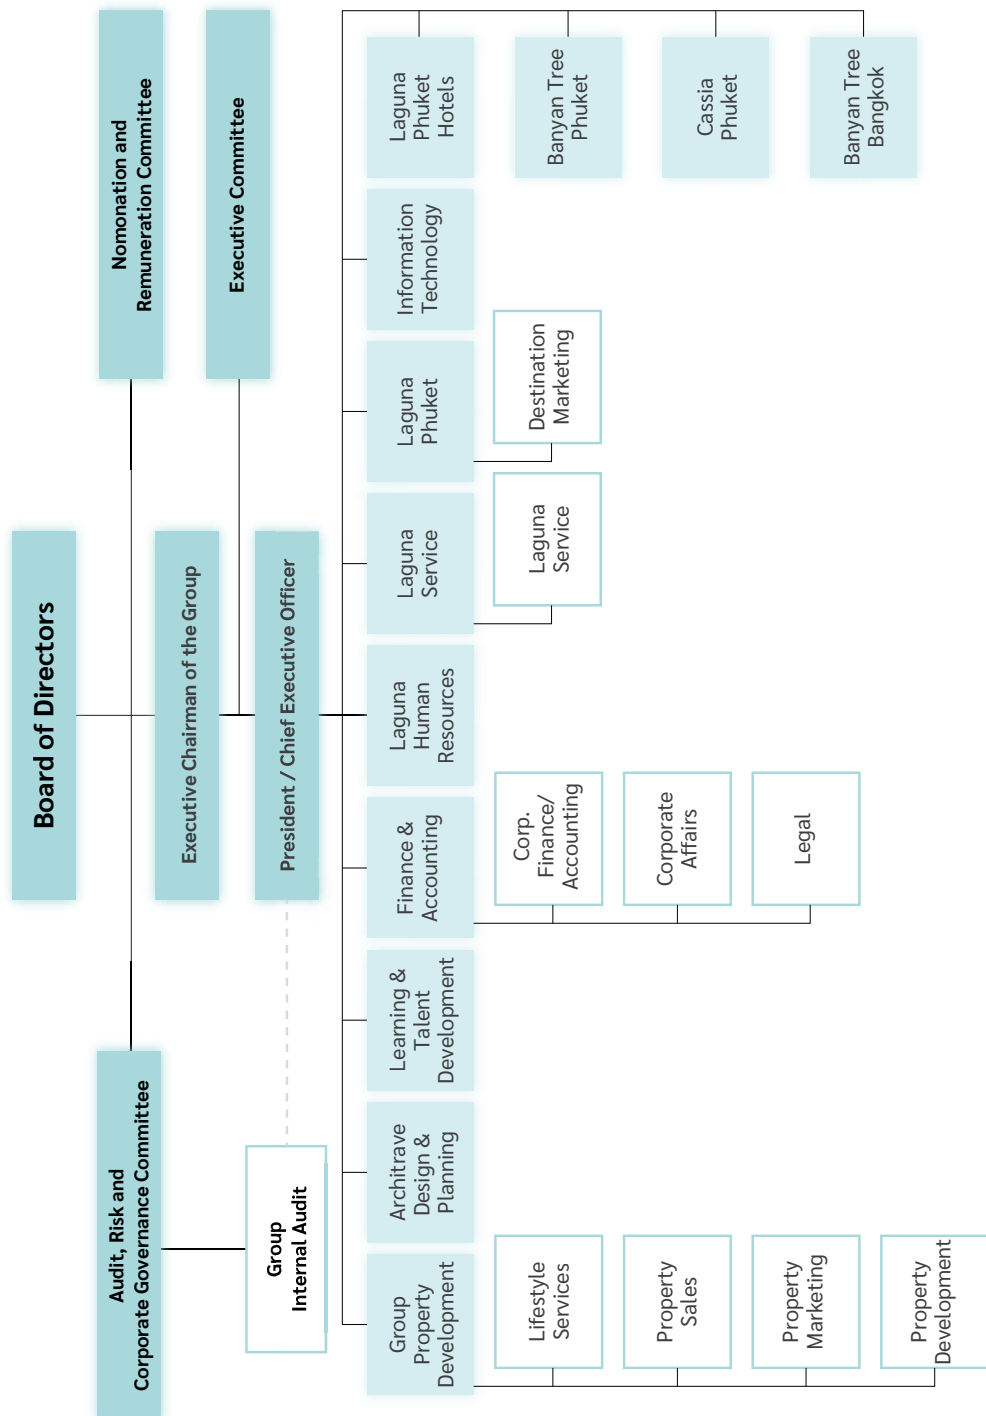 Board of Directors
Audit, Risk and
Corporate Governance Committee
Nomonation and
Remuneration Committee
Executive Chairman of the Group
Executive Committee
Group
Internal Audit
President / Chief Executive Officer
Group
Property
Development
Architrave
Design &
Planning
Learning &
Talent
Development
Finance &
Accounting
Laguna
Human
Resources
Laguna
Service
Laguna
Phuket
Information
Technology
Laguna
Phuket
Hotels
Lifestyle
Services
Property
Sales
Property
Marketing
Property
Development
Corp.
Finance/
Accounting
Corporate
Affairs
Legal
Laguna
Service
Destination
Marketing
Banyan Tree
Phuket
Cassia
Phuket
Banyan Tree
Bangkok